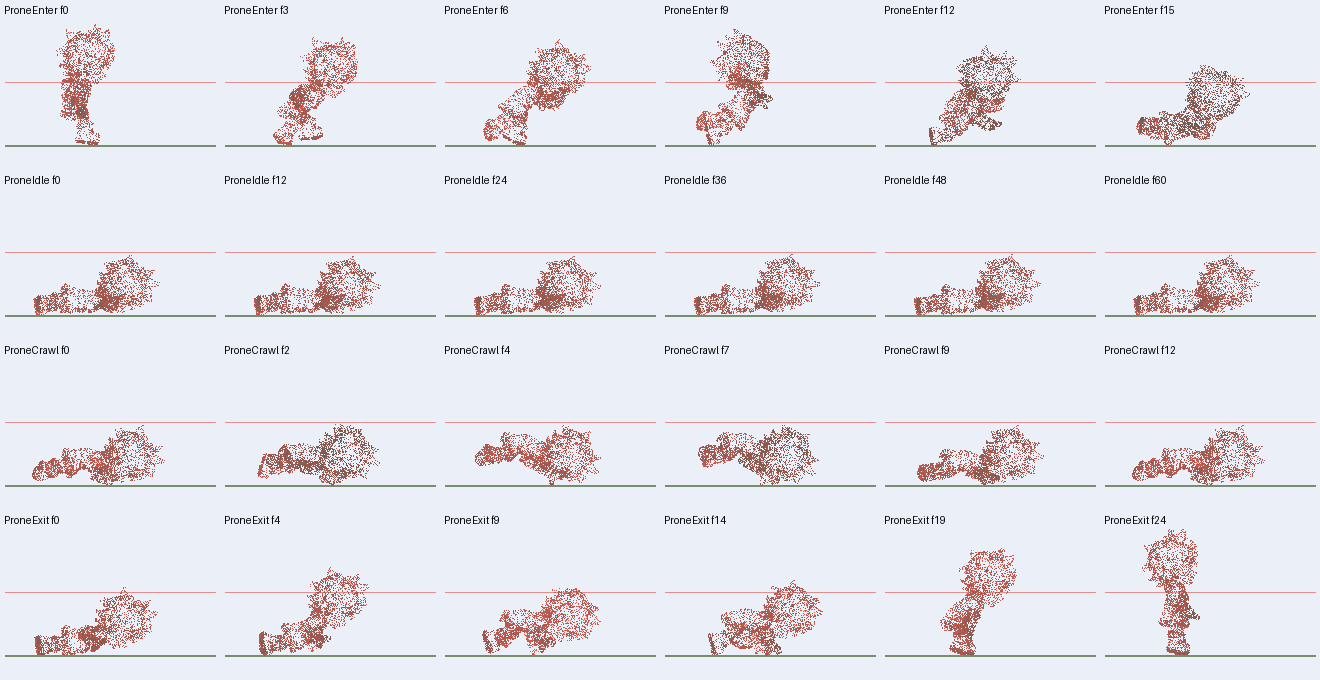 ProneEnter f0 ProneEnter f3 ProneEnter f6 ProneEnter f9 ProneEnter f12 ProneEnter f15
ProneIdle f0 ProneIdle f12 ProneIdle f24 ProneIdle f36 ProneIdle f48 ProneIdle f60
ProneCrawl f0 ProneCrawl f2 ProneCrawl f4 ProneCrawl f7 ProneCrawl f9 ProneCrawl f12
ProneExit f0 ProneExit f4 ProneExit f9 ProneExit f14 ProneExit f19 ProneExit f24